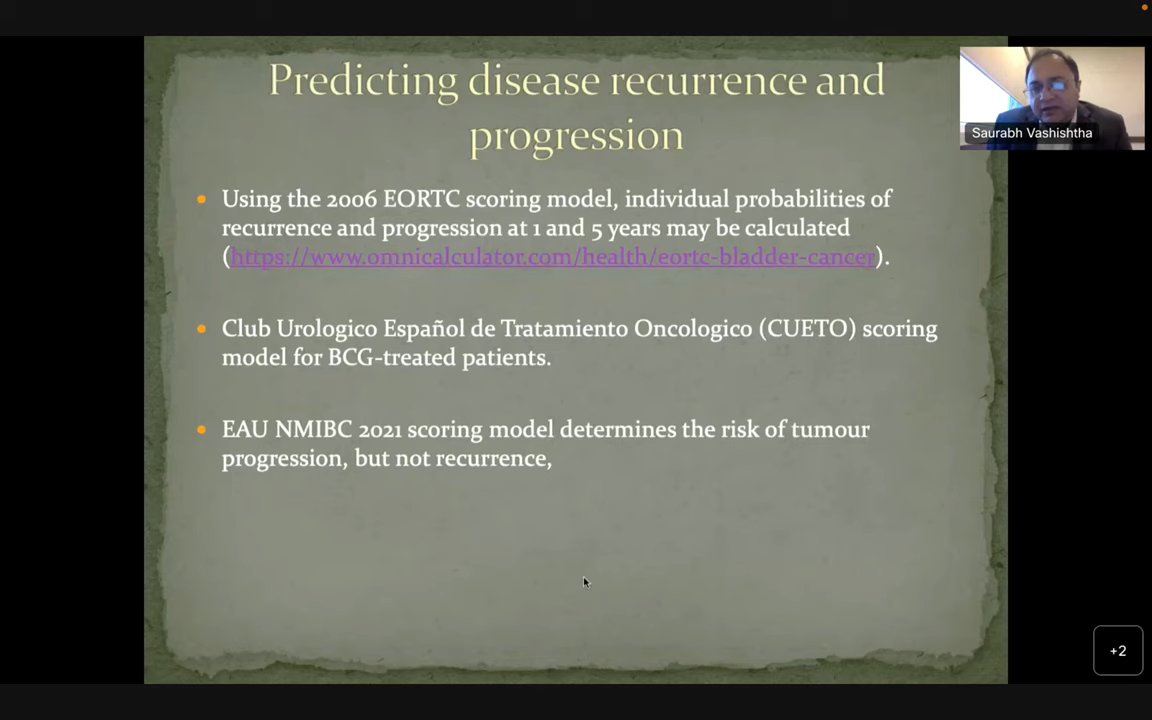 Predicting disease recurrence and
progression
Saurabh Vashishtha
• Using the 2006 EORTC scoring model, individual probabilities of
recurrence and progression at 1 and 5 years may be calculated
(https://www.omnicalculator.com/health/eortc-bladder-cancer).
• Club Urologico Español de Tratamiento Oncologico (CUETO) scoring
model for BCG-treated patients.
• EAU NMIBC 2021 scoring model determines the risk of tumour
progression, but not recurrence,
+2